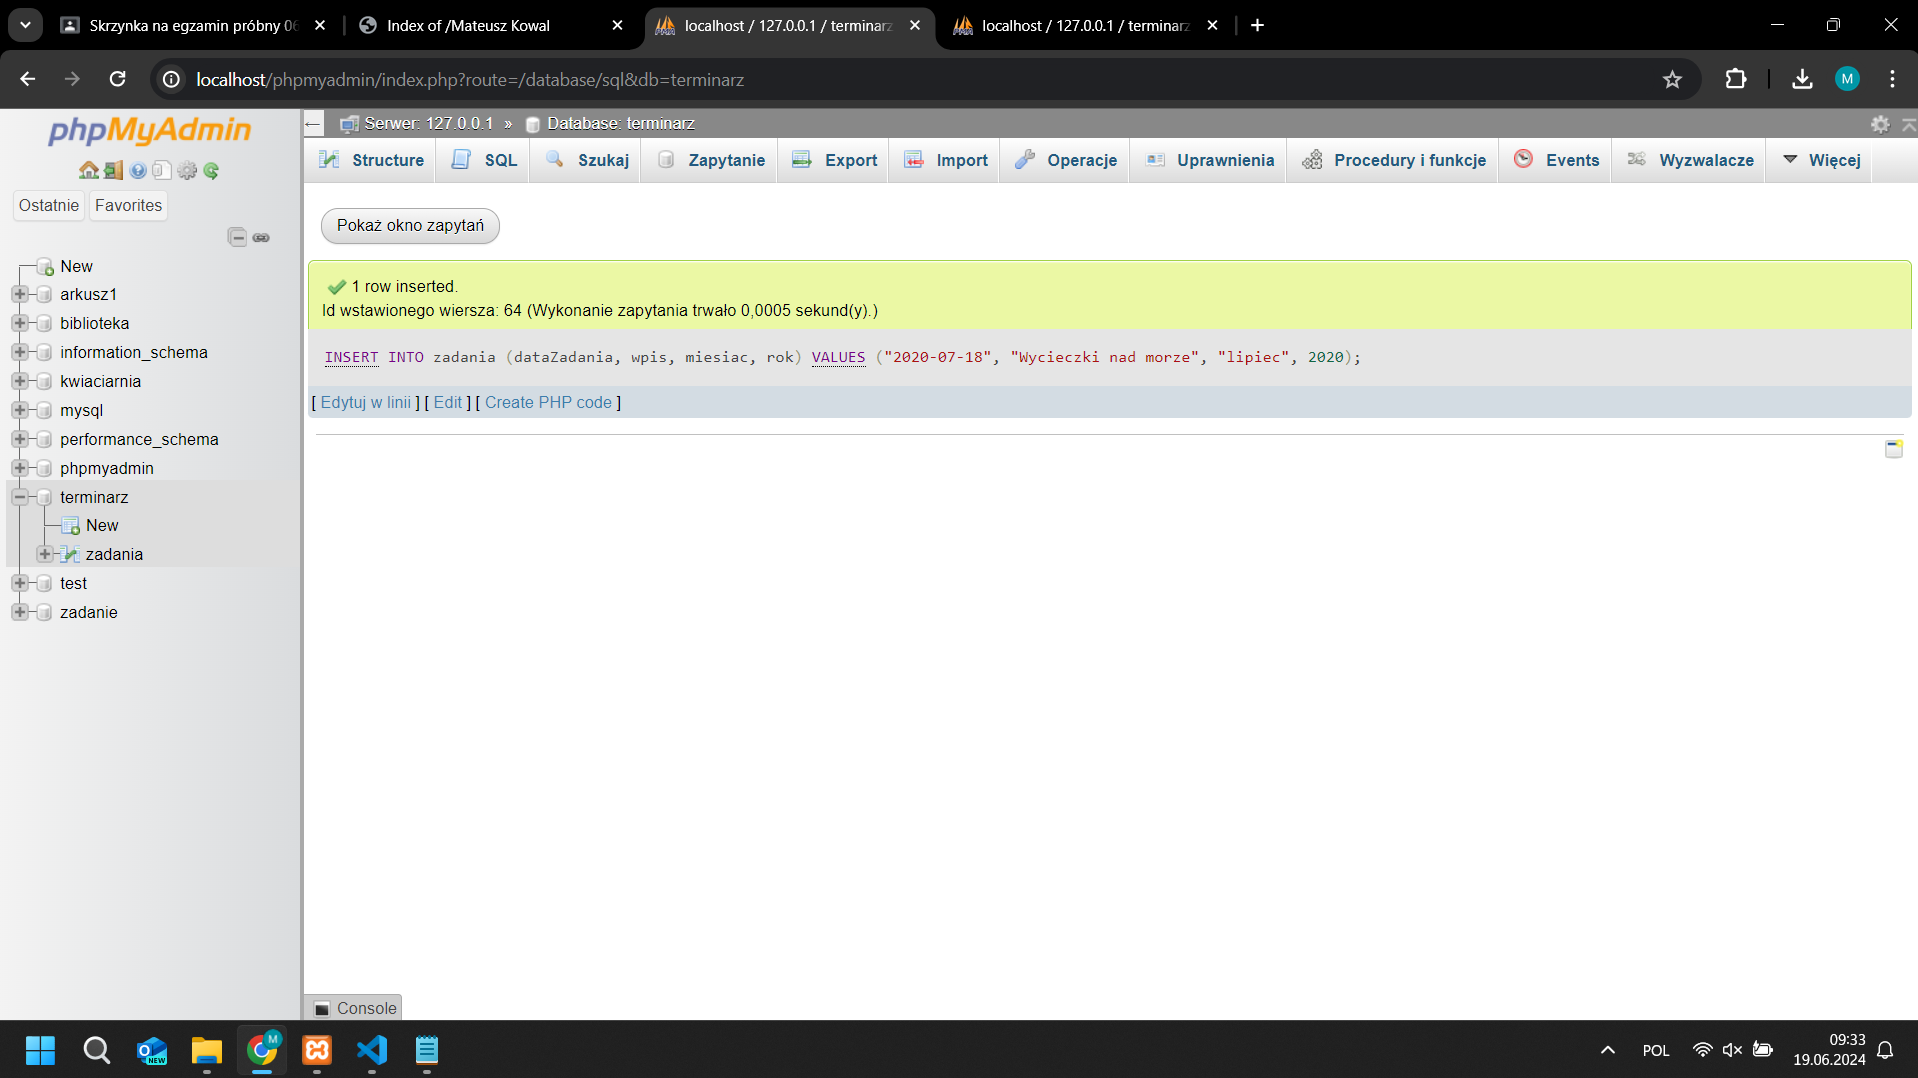 Skrzynka na egzamin próbny 06
Index of /Mateusz Kowal
localhost / 127.0.0.1 / terminarz
localhost / 127.0.0.1 / terminarz
localhost/phpmyadmin/index.php?route=/database/sql&db=terminarz
M
phpMyAdmin
Ostatnie
Favorites
New
arkusz1
biblioteka
information_schema
kwiaciarnia
mysql
performance_schema
phpmyadmin
terminarz
New
zadania
test
zadanie
Serwer: 127.0.0.1 » Database: terminarz
Structure
SQL
Szukaj
Zapytanie
Export
Import
Operacje
Uprawnienia
Procedury i funkcje
Events
Wyzwalacze
Więcej
Pokaż okno zapytań
1 row inserted.
Id wstawionego wiersza: 64 (Wykonanie zapytania trwało 0,0005 sekund(y).)
INSERT INTO zadania (dataZadania, wpis, miesiac, rok) VALUES ("2020-07-18", "Wycieczki nad morze", "lipiec", 2020);
[ Edytuj w linii ] [ Edit ] [ Create PHP code ]
Console
NEW
M
POL
09:33
19.06.2024